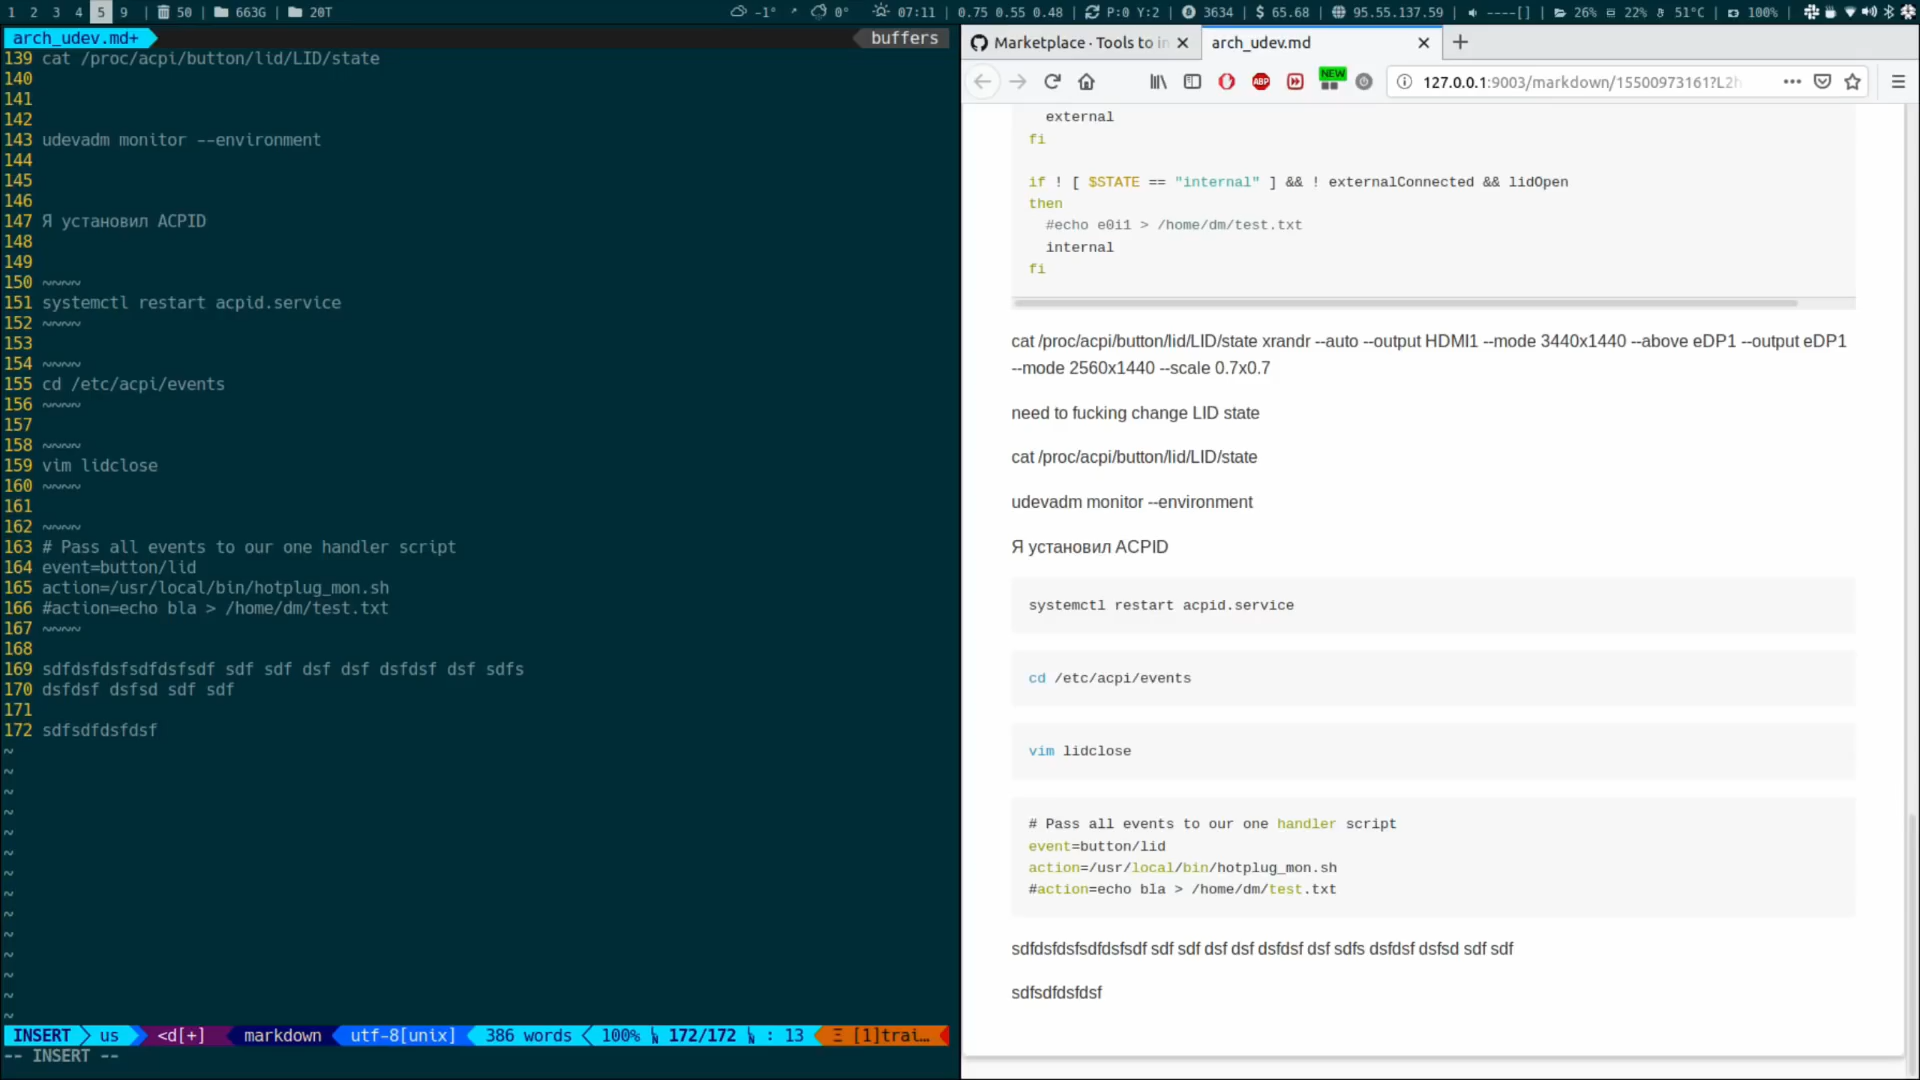 1 2 3 4 5 9 | 50 | 663G | 20T
-1° 0° 07:11 | 0.75 0.55 0.48 | P:0 Y:2 | 3634 | $ 65.68 | 95.55.137.59 | ----[] | 26% 22% 51°C | 100% |
arch_udev.md+ buffers
139 cat /proc/acpi/button/lid/LID/state
140
141
142
143 udevadm monitor --environment
144
145
146
147 Я установил ACPID
148
149
150 ~~~~
151 systemctl restart acpid.service
152 ~~~~
153
154 ~~~~
155 cd /etc/acpi/events
156 ~~~~
157
158 ~~~~
159 vim lidclose
160 ~~~~
161
162 ~~~~
163 # Pass all events to our one handler script
164 event=button/lid
165 action=/usr/local/bin/hotplug_mon.sh
166 #action=echo bla > /home/dm/test.txt
167 ~~~~
168
169 sdfdsfdsfsdfdsfsdf sdf sdf dsf dsf dsfdsf dsf sdfs
170 dsfdsf dsfsd sdf sdf
171
172 sdfsdfdsfdsf
~
~
~
~
~
~
~
~
~
~
~
~
~
~
INSERT us <d[+] markdown utf-8[unix] 386 words 100% 172/172 : 13 Ξ [1]trai…
-- INSERT --
Marketplace · Tools to in
arch_udev.md
ABP NEW 127.0.0.1:9003/markdown/15500973161?L2h
external
fi
if ! [ $STATE == "internal" ] && ! externalConnected && lidOpen
then
#echo e0i1 > /home/dm/test.txt
internal
fi
cat /proc/acpi/button/lid/LID/state xrandr --auto --output HDMI1 --mode 3440x1440 --above eDP1 --output eDP1
--mode 2560x1440 --scale 0.7x0.7
need to fucking change LID state
cat /proc/acpi/button/lid/LID/state
udevadm monitor --environment
Я установил ACPID
systemctl restart acpid.service
cd /etc/acpi/events
vim lidclose
# Pass all events to our one handler script
event=button/lid
action=/usr/local/bin/hotplug_mon.sh
#action=echo bla > /home/dm/test.txt
sdfdsfdsfsdfdsfsdf sdf sdf dsf dsf dsfdsf dsf sdfs dsfdsf dsfsd sdf sdf
sdfsdfdsfdsf